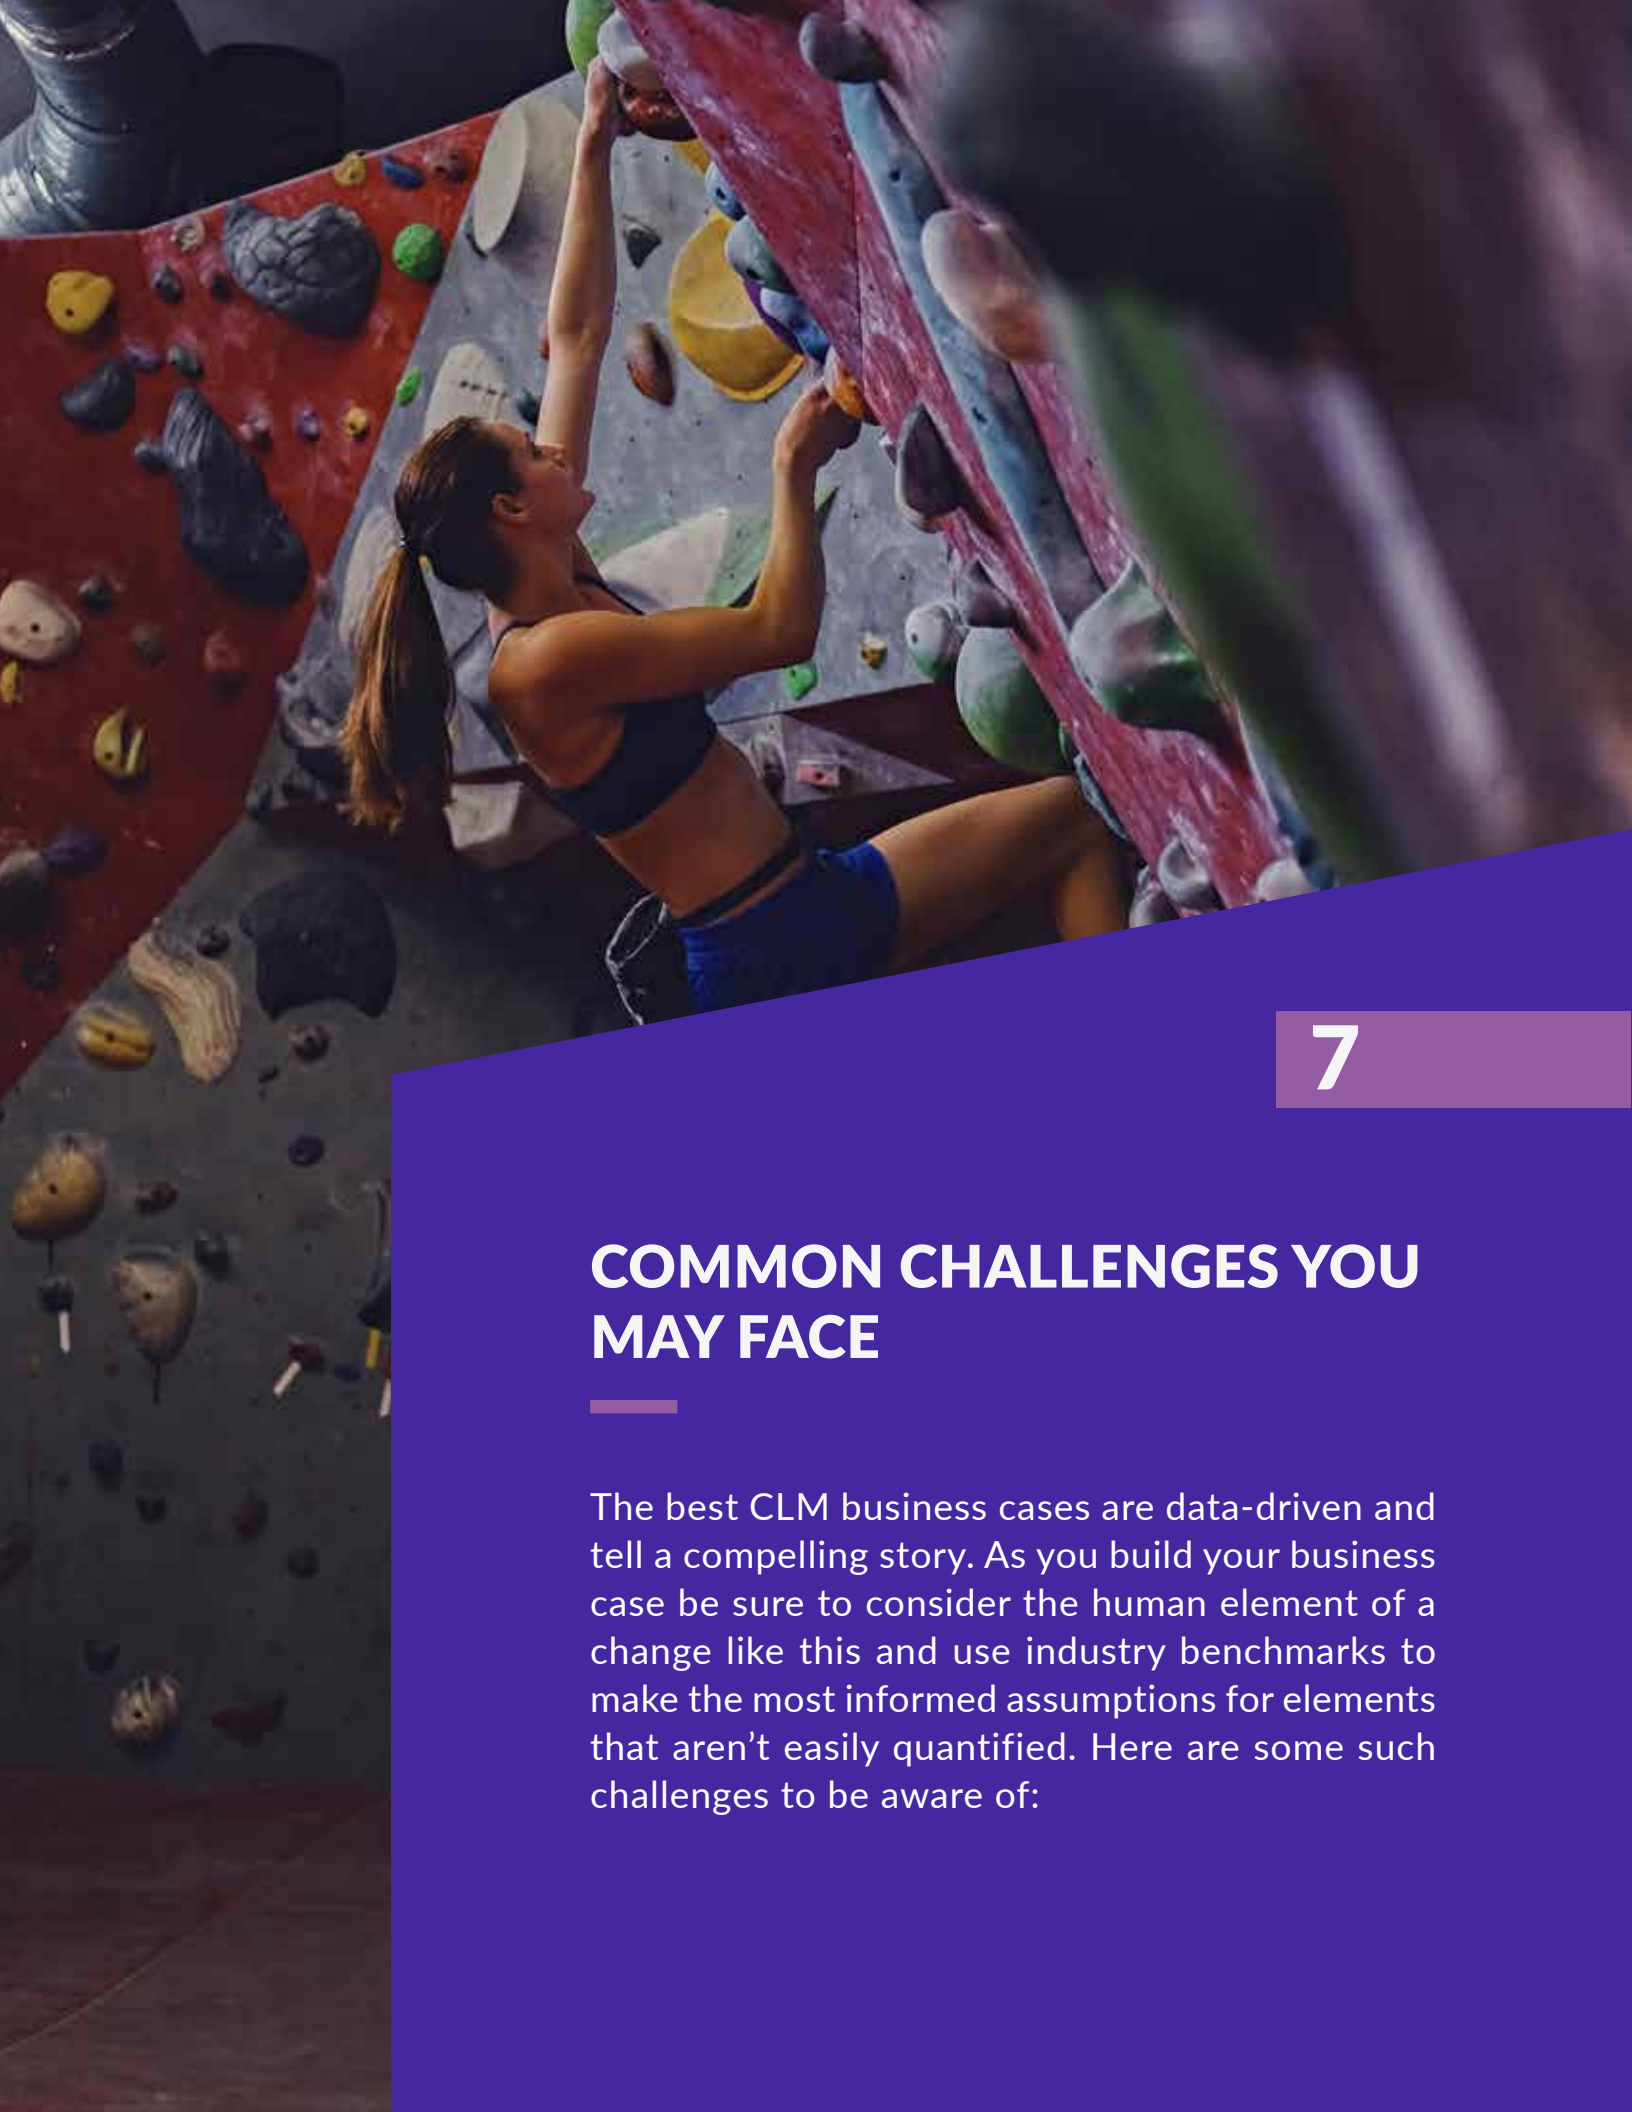 7
COMMON CHALLENGES YOU
MAY FACE
The best CLM business cases are data-driven and
tell a compelling story. As you build your business
case be sure to consider the human element of a
change like this and use industry benchmarks to
make the most informed assumptions for elements
that aren’t easily quantified. Here are some such
challenges to be aware of: